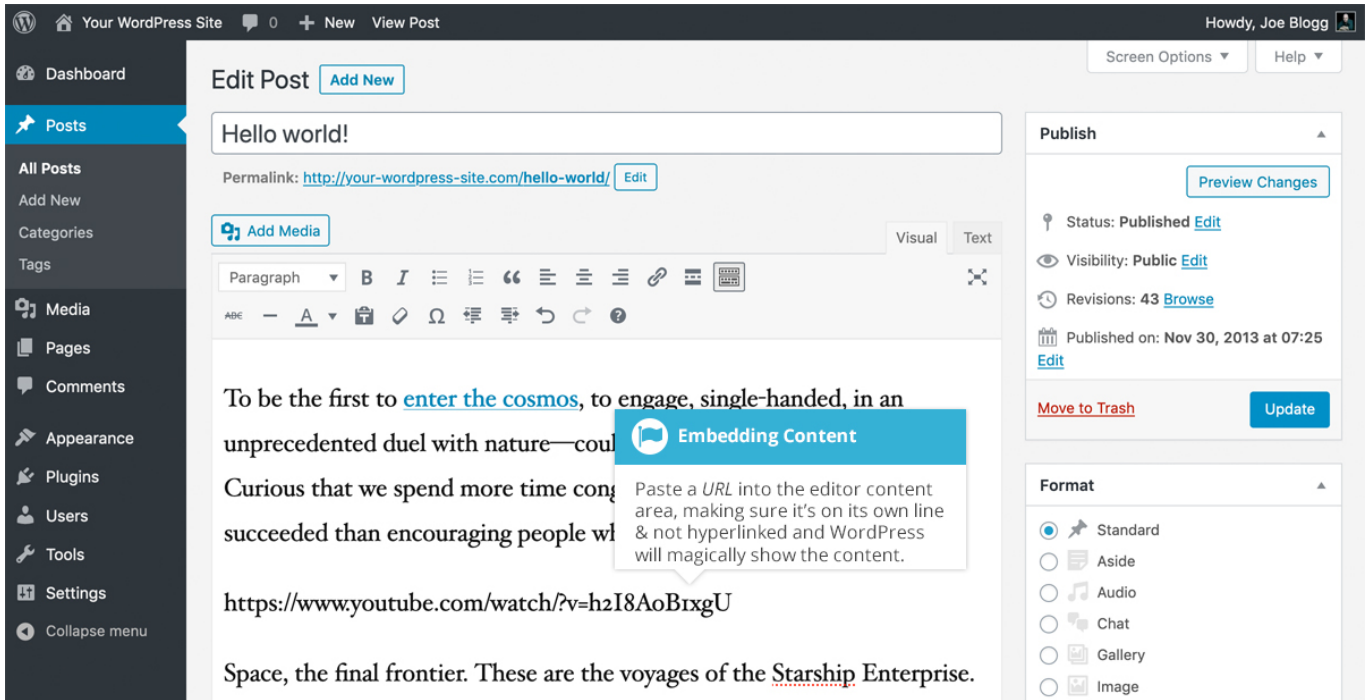 Your WordPress Site 0 New View Post Howdy, Joe Blogg
Screen Options Help
Dashboard
Posts
All Posts
Add New
Categories
Tags
Media
Pages
Comments
Appearance
Plugins
Users
Tools
Settings
Collapse menu
Edit Post Add New
Hello world!
Permalink: http://your-wordpress-site.com/hello-world/ Edit
Add Media
Visual Text
Paragraph B I
ABC A Ω
To be the first to enter the cosmos, to engage, single-handed, in an
unprecedented duel with nature—coul
Curious that we spend more time cong
succeeded than encouraging people wh
Embedding Content
Paste a URL into the editor content
area, making sure it's on its own line
& not hyperlinked and WordPress
will magically show the content.
https://www.youtube.com/watch/?v=h2I8AoB1xgU
Space, the final frontier. These are the voyages of the Starship Enterprise.
Publish
Preview Changes
Status: Published Edit
Visibility: Public Edit
Revisions: 43 Browse
Published on: Nov 30, 2013 at 07:25
Edit
Move to Trash Update
Format
Standard
Aside
Audio
Chat
Gallery
Image